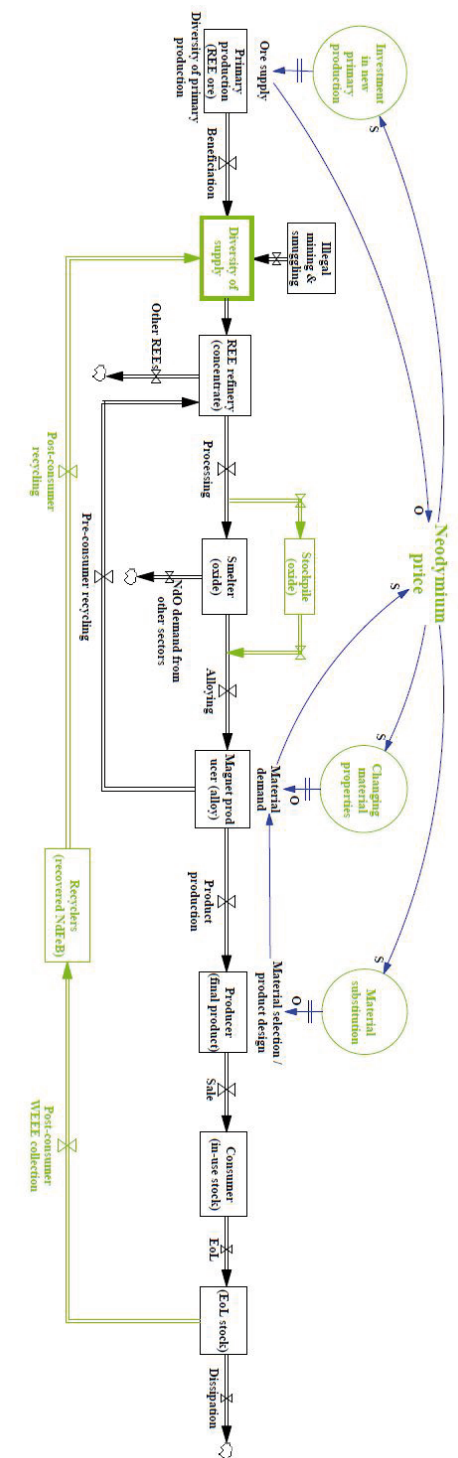 Neodymium
price
Investment
in new
primary
production
S
O
S
S
S
Changing
material
properties
Material
substitution
O
O
Ore supply
Material
demand
Material selection /
product design
Illegal
mining &
smuggling
Stockpile
(oxide)
Primary
production
(REE ore)
Diversity of primary
production
Beneficiation
Diversity of
supply
REE refinery
(concentrate)
Processing
Smelter
(oxide)
Alloying
Magnet prod
ucer (alloy)
Product
production
Producer
(final product)
Sale
Consumer
(in-use stock)
EoL
(EoL stock)
Dissipation
Other REEs
NdO demand from
other sectors
Pre-consumer recycling
Post-consumer
recycling
Recyclers
(recovered NdFeB)
Post-consumer
WEEE collection